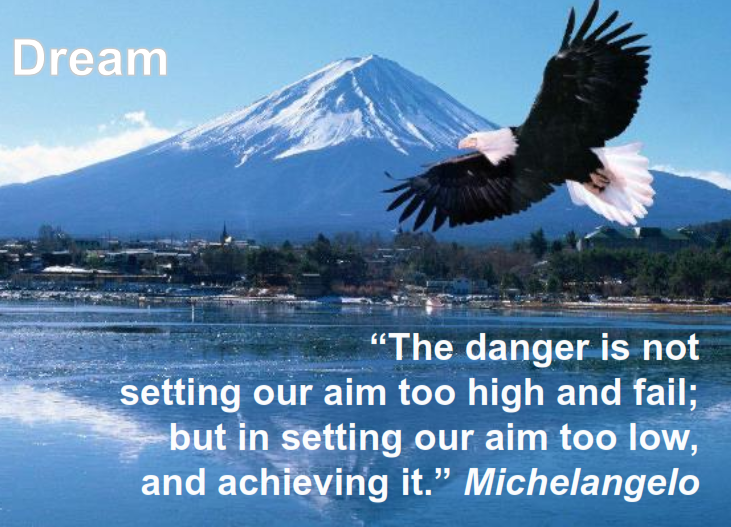 Dream
“The danger is not
setting our aim too high and fail;
but in setting our aim too low,
and achieving it.” Michelangelo